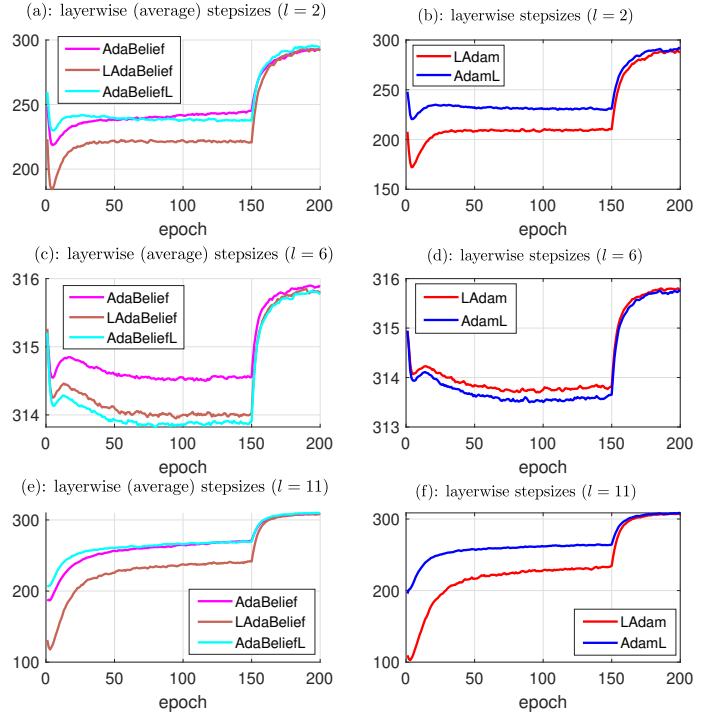 (a): layerwise (average) stepsizes (l = 2)
300
250
200
AdaBelief
LAdaBelief
AdaBeliefL
0 50 100 150 200
epoch
(b): layerwise stepsizes (l = 2)
300
250
200
150
LAdam
AdamL
0 50 100 150 200
epoch
(c): layerwise (average) stepsizes (l = 6)
316
315
314
AdaBelief
LAdaBelief
AdaBeliefL
0 50 100 150 200
epoch
(d): layerwise stepsizes (l = 6)
316
315
314
313
LAdam
AdamL
0 50 100 150 200
epoch
(e): layerwise (average) stepsizes (l = 11)
300
200
100
AdaBelief
LAdaBelief
AdaBeliefL
0 50 100 150 200
epoch
(f): layerwise stepsizes (l = 11)
300
200
100
LAdam
AdamL
0 50 100 150 200
epoch